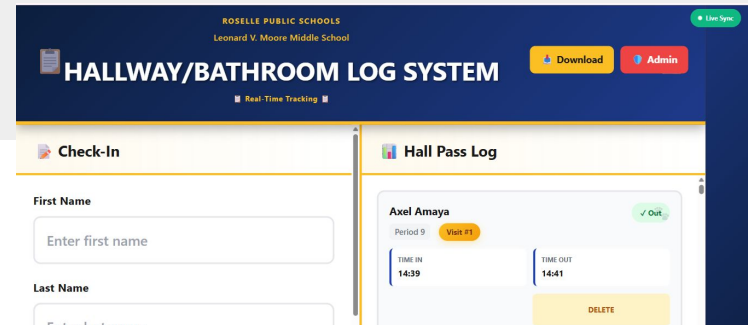 ROSELLE PUBLIC SCHOOLS
Leonard V. Moore Middle School
HALLWAY/BATHROOM LOG SYSTEM
Real-Time Tracking
Download
Admin
Live Sync
Check-In
First Name
Enter first name
Last Name
Hall Pass Log
Axel Amaya
✓ Out
Period 9
Visit #1
TIME IN
14:39
TIME OUT
14:41
DELETE